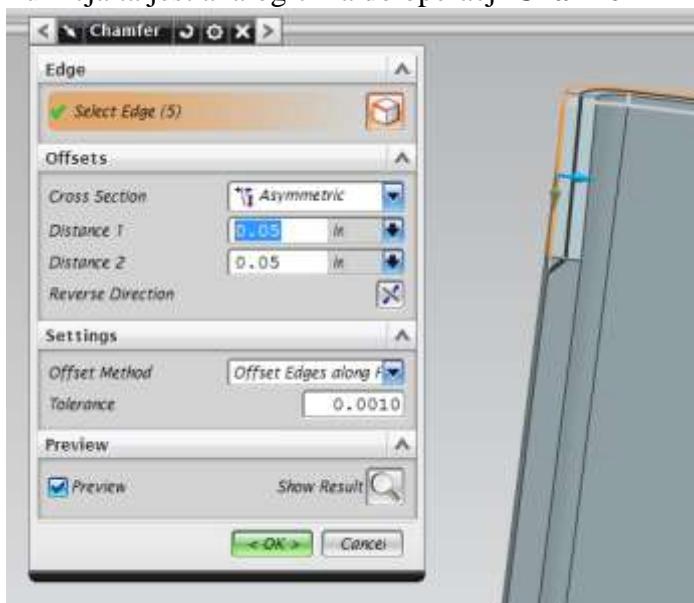 Chamfer
Edge
Select Edge (5)
Offsets
Cross Section Asymmetric
Distance 1 0.05 in
Distance 2 0.05 in
Reverse Direction
Settings
Offset Method Offset Edges along F
Tolerance 0.0010
Preview
Preview Show Result
< OK > Cancel